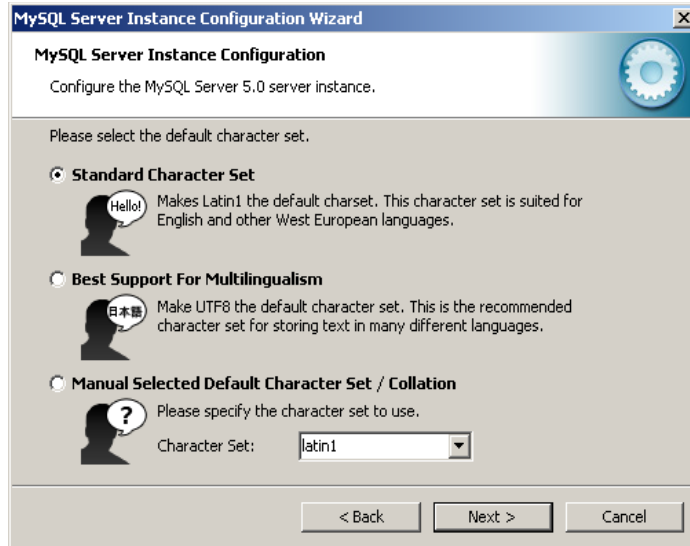 MySQL Server Instance Configuration Wizard
MySQL Server Instance Configuration
Configure the MySQL Server 5.0 server instance.
Please select the default character set.
Standard Character Set
Hello!
Makes Latin1 the default charset. This character set is suited for
English and other West European languages.
Best Support For Multilingualism
日本語
Make UTF8 the default character set. This is the recommended
character set for storing text in many different languages.
Manual Selected Default Character Set / Collation
?
Please specify the character set to use.
Character Set: latin1
< Back Next > Cancel